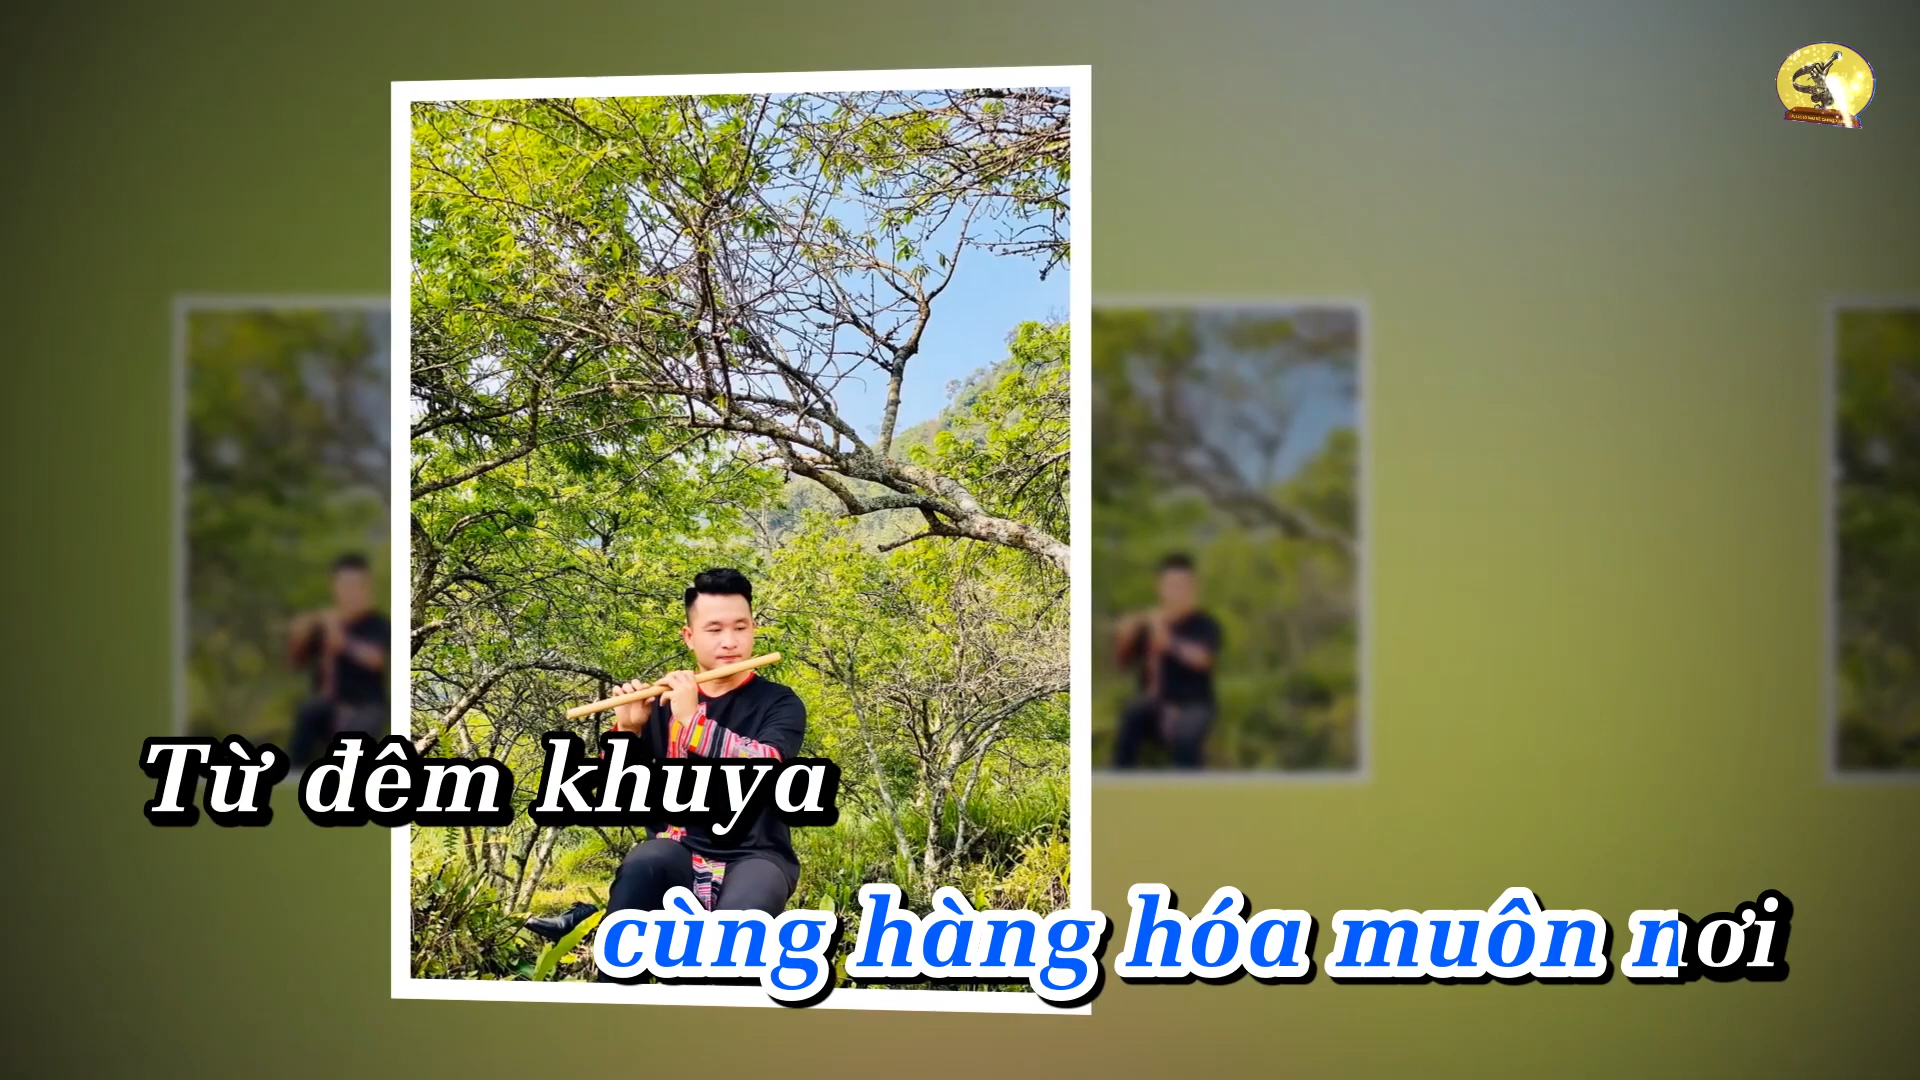 Từ đêm khuya
cùng hàng hóa muôn nơi